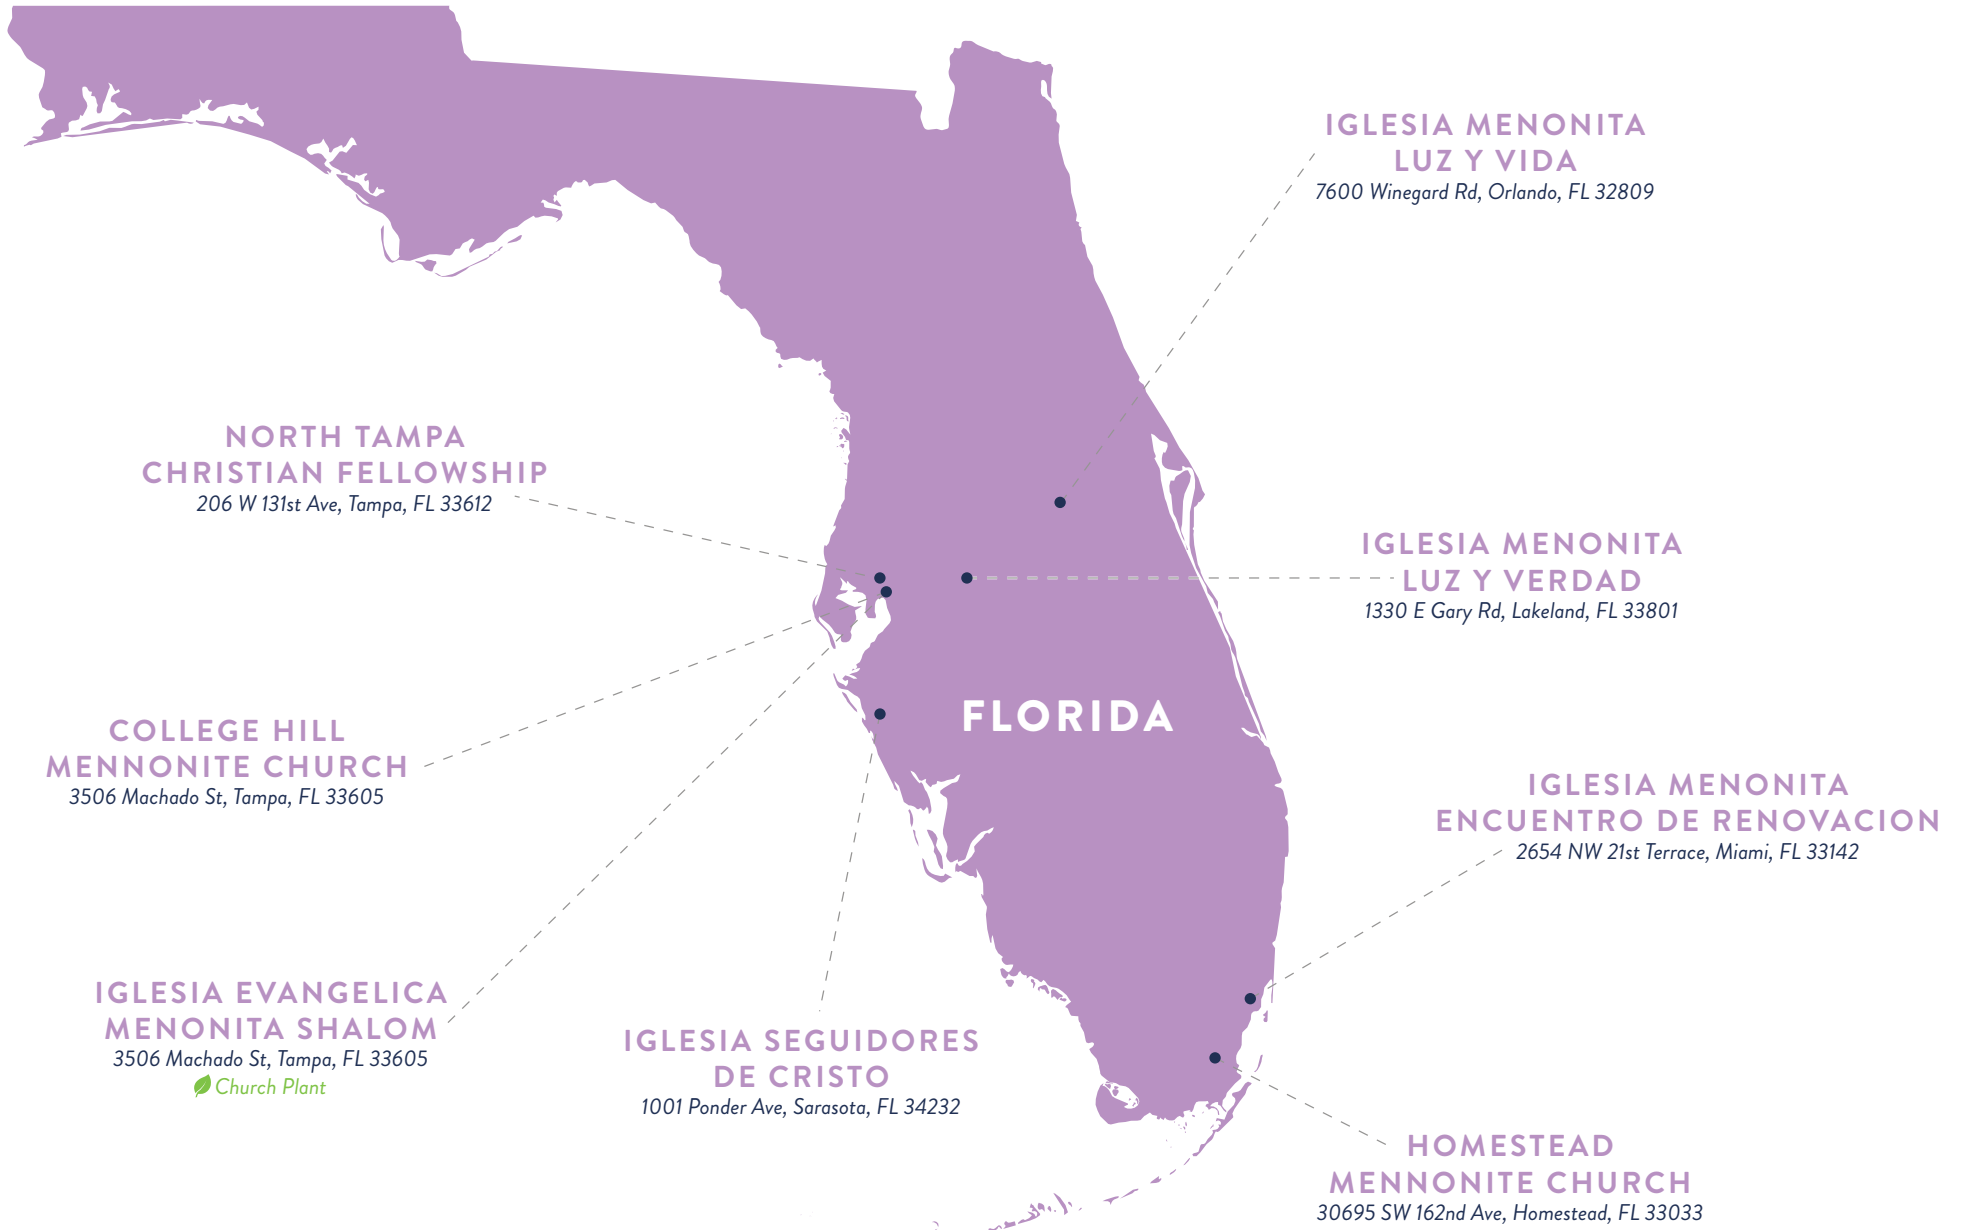 IGLESIA MENONITA
LUZ Y VIDA
7600 Winegard Rd, Orlando, FL 32809
NORTH TAMPA
CHRISTIAN FELLOWSHIP
206 W 131st Ave, Tampa, FL 33612
IGLESIA MENONITA
LUZ Y VERDAD
1330 E Gary Rd, Lakeland, FL 33801
FLORIDA
COLLEGE HILL
MENNONITE CHURCH
3506 Machado St, Tampa, FL 33605
IGLESIA MENONITA
ENCUENTRO DE RENOVACION
2654 NW 21st Terrace, Miami, FL 33142
IGLESIA EVANGELICA
MENONITA SHALOM
3506 Machado St, Tampa, FL 33605
Church Plant
IGLESIA SEGUIDORES
DE CRISTO
1001 Ponder Ave, Sarasota, FL 34232
HOMESTEAD
MENNONITE CHURCH
30695 SW 162nd Ave, Homestead, FL 33033